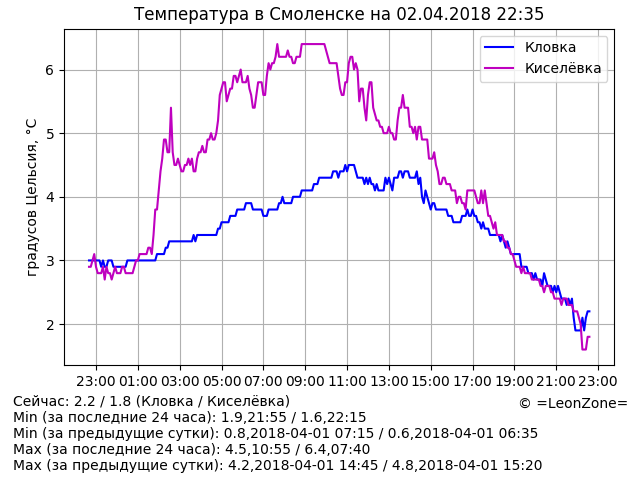 Температура в Смоленске на 02.04.2018 22:35
Кловка
Киселёвка
градусов Цельсия, °C
6
5
4
3
2
23:00 01:00 03:00 05:00 07:00 09:00 11:00 13:00 15:00 17:00 19:00 21:00 23:00
Сейчас: 2.2 / 1.8 (Кловка / Киселёвка)
© =LeonZone=
Min (за последние 24 часа): 1.9,21:55 / 1.6,22:15
Min (за предыдущие сутки): 0.8,2018-04-01 07:15 / 0.6,2018-04-01 06:35
Max (за последние 24 часа): 4.5,10:55 / 6.4,07:40
Max (за предыдущие сутки): 4.2,2018-04-01 14:45 / 4.8,2018-04-01 15:20